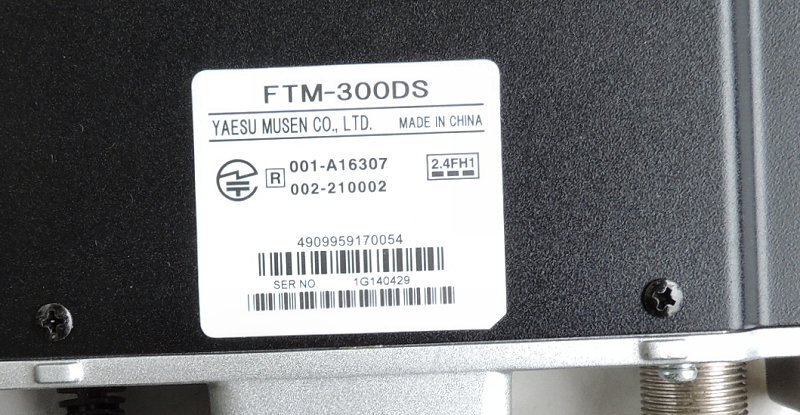 FTM-300DS
YAESU MUSEN CO., LTD. MADE IN CHINA
R 001-A16307 2.4FH1
002-210002
4909959170054
SER NO 1G140429